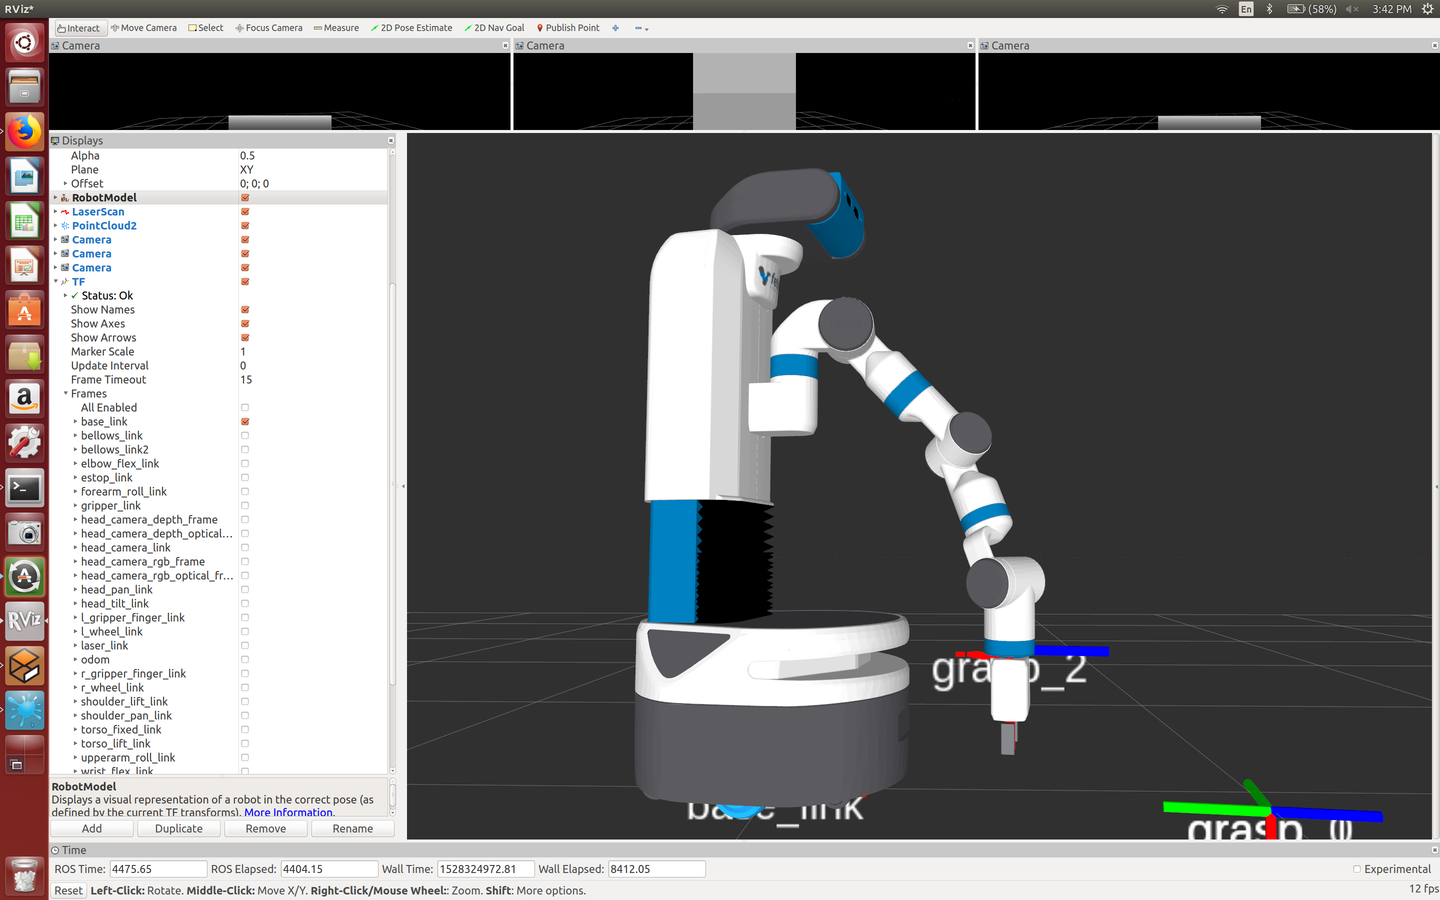 RViz*
En
(58%)
3:42 PM
Interact
Move Camera
Select
Focus Camera
Measure
2D Pose Estimate
2D Nav Goal
Publish Point
Camera
Camera
Camera
Displays
Alpha 0.5
Plane XY
Offset 0; 0; 0
RobotModel
LaserScan
PointCloud2
Camera
Camera
Camera
TF
Status: Ok
Show Names
Show Axes
Show Arrows
Marker Scale 1
Update Interval 0
Frame Timeout 15
Frames
All Enabled
base_link
bellows_link
bellows_link2
elbow_flex_link
estop_link
forearm_roll_link
gripper_link
head_camera_depth_frame
head_camera_depth_optical...
head_camera_link
head_camera_rgb_frame
head_camera_rgb_optical_fr...
head_pan_link
head_tilt_link
l_gripper_finger_link
l_wheel_link
laser_link
odom
r_gripper_finger_link
r_wheel_link
shoulder_lift_link
shoulder_pan_link
torso_fixed_link
torso_lift_link
upperarm_roll_link
wrist_flex_link
RobotModel
Displays a visual representation of a robot in the correct pose (as
defined by the current TF transforms). More Information.
Add
Duplicate
Remove
Rename
grasp_2
base_link
grasp_0
RViz
Time
ROS Time: 4475.65
ROS Elapsed: 4404.15
Wall Time: 1528324972.81
Wall Elapsed: 8412.05
Experimental
Reset
Left-Click: Rotate. Middle-Click: Move X/Y. Right-Click/Mouse Wheel:: Zoom. Shift: More options.
12 fps